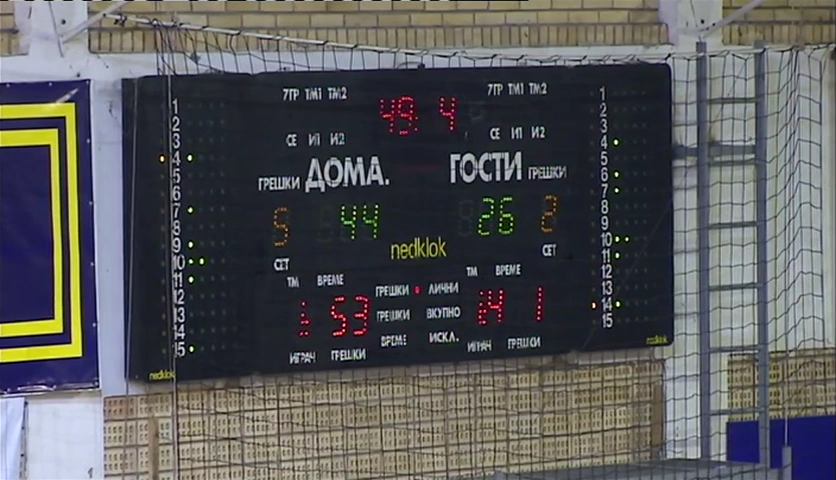 7ГР ТМ1 ТМ2 7ГР ТМ1 ТМ2
49 4
СЕ И1 И2 СЕ И1 И2
ГРЕШКИ ДОМА. ГОСТИ ГРЕШКИ
5 44 26 2
nedklok
СЕТ СЕТ
ТМ ВРЕМЕ ТМ ВРЕМЕ
ГРЕШКИ ЛИЧНИ
53 14 1
ГРЕШКИ ВКУПНО
ВРЕМЕ ИСКЛ.
ИГРАЧ ГРЕШКИ ИГРАЧ ГРЕШКИ
1 1
2 2
3 3
4 4
5 5
6 6
7 7
8 8
9 9
10 10
11 11
12 12
13 13
14 14
15 15
nedklok nedklok